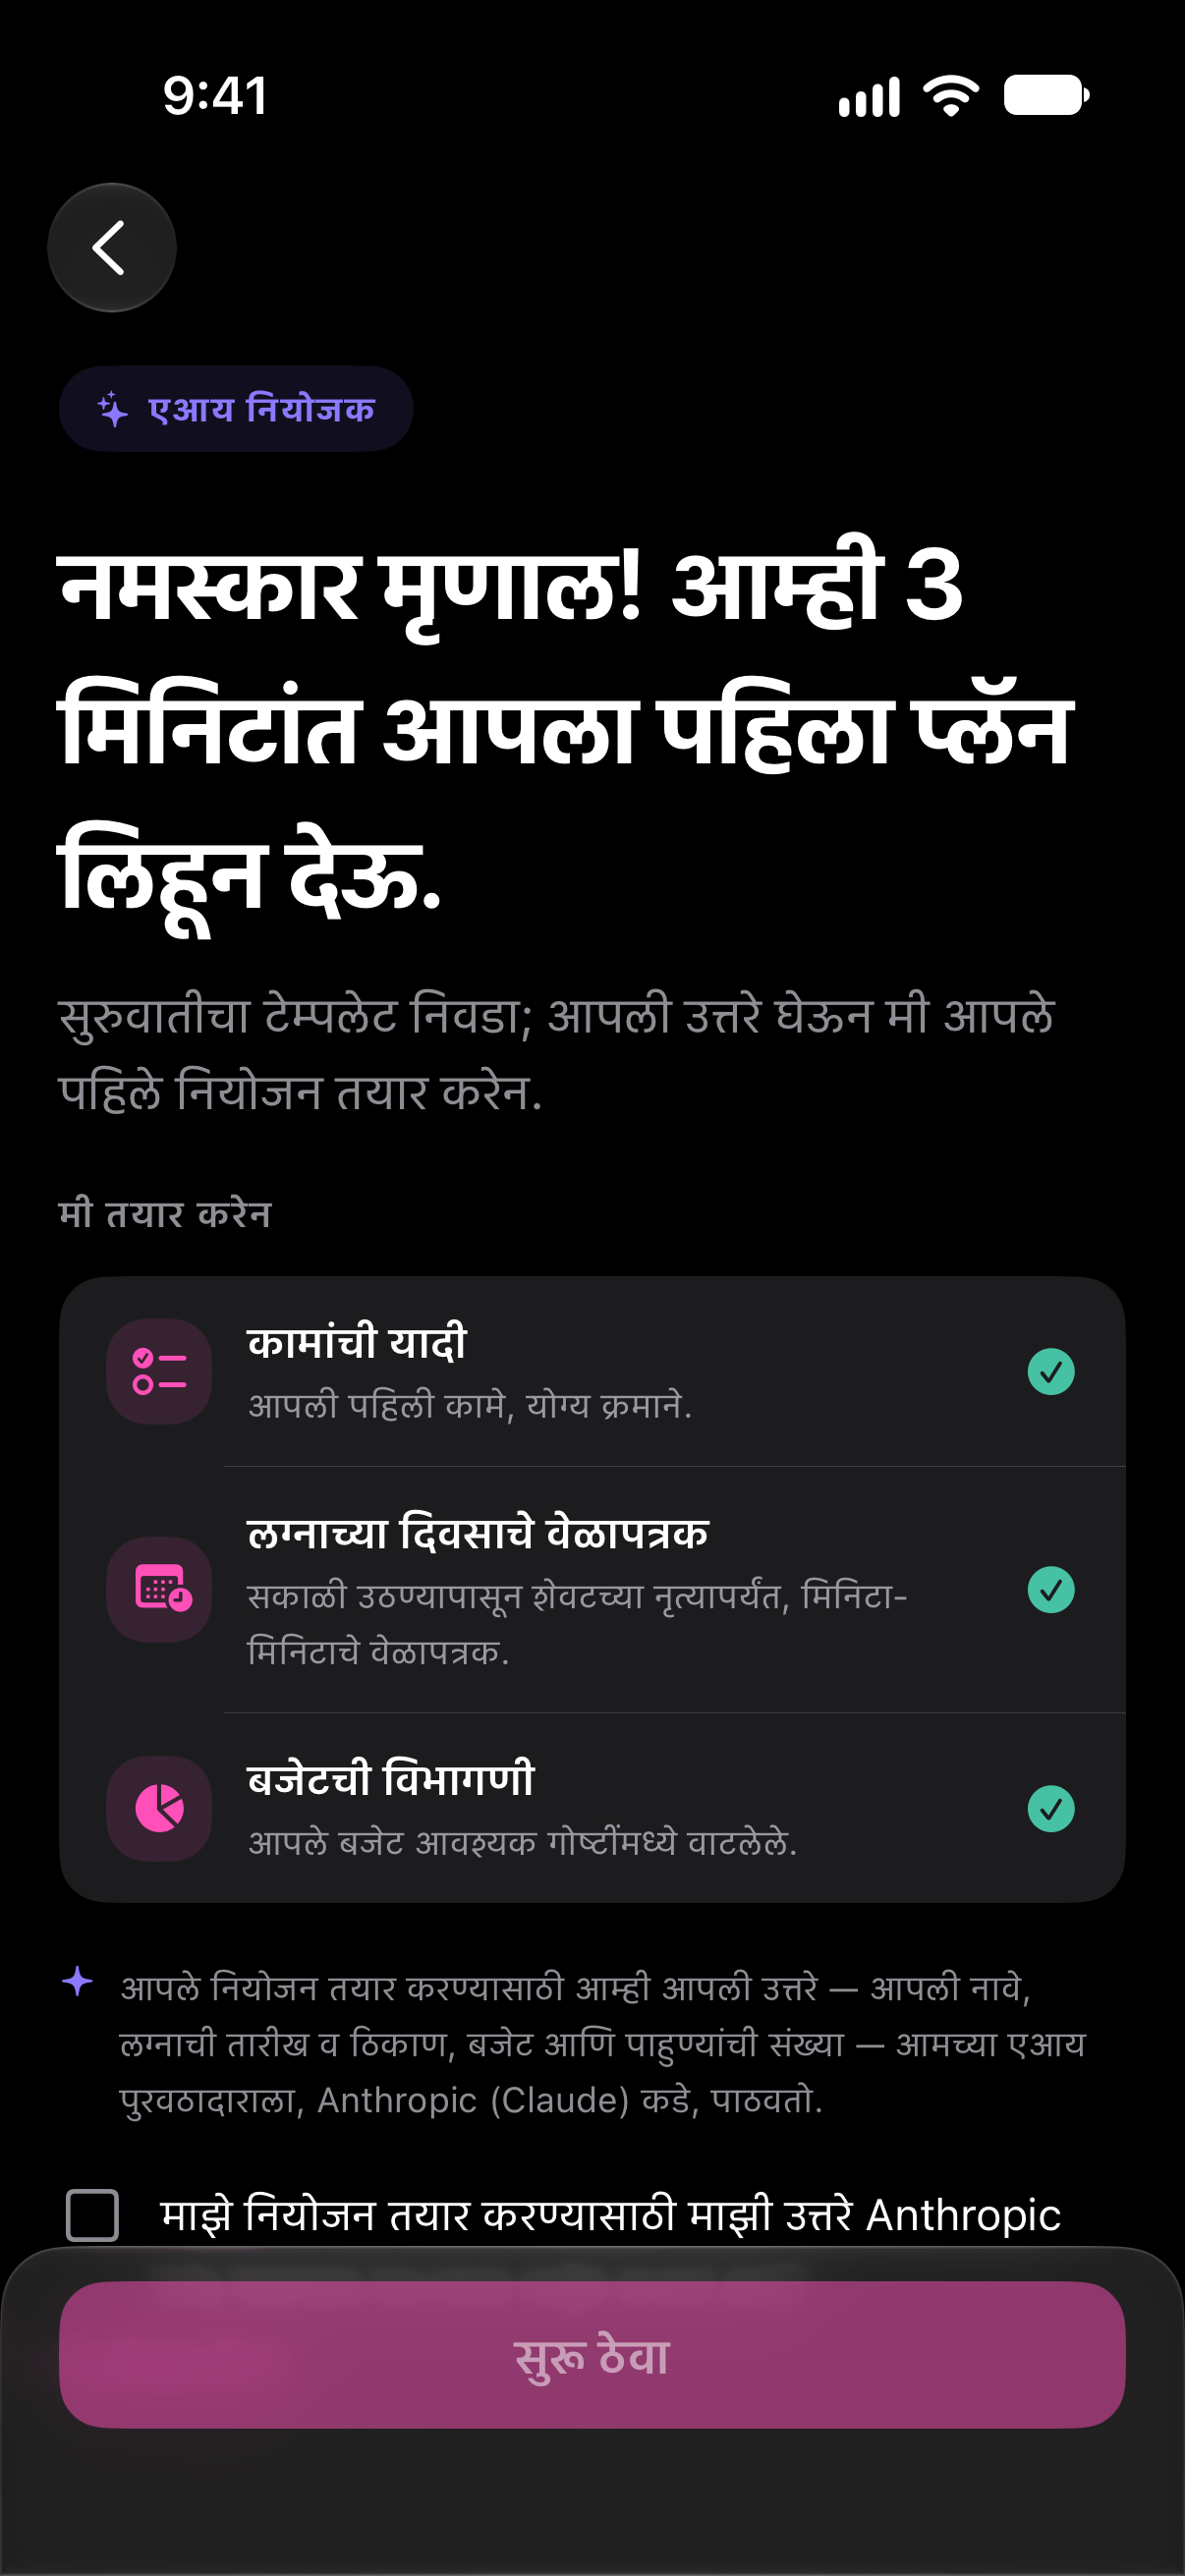 9:41
एआय नियोजक
नमस्कार मृणाल! आम्ही 3
मिनिटांत आपला पहिला प्लॅन
लिहून देऊ.
सुरुवातीचा टेम्पलेट निवडा; आपली उत्तरे घेऊन मी आपले
पहिले नियोजन तयार करेन.
मी तयार करेन
कामांची यादी
आपली पहिली कामे, योग्य क्रमाने.
लग्नाच्या दिवसाचे वेळापत्रक
सकाळी उठण्यापासून शेवटच्या नृत्यापर्यंत, मिनिटा-
मिनिटाचे वेळापत्रक.
बजेटची विभागणी
आपले बजेट आवश्यक गोष्टींमध्ये वाटलेले.
आपले नियोजन तयार करण्यासाठी आम्ही आपली उत्तरे — आपली नावे,
लग्नाची तारीख व ठिकाण, बजेट आणि पाहुण्यांची संख्या — आमच्या एआय
पुरवठादाराला, Anthropic (Claude) कडे, पाठवतो.
माझे नियोजन तयार करण्यासाठी माझी उत्तरे Anthropic
सुरू ठेवा